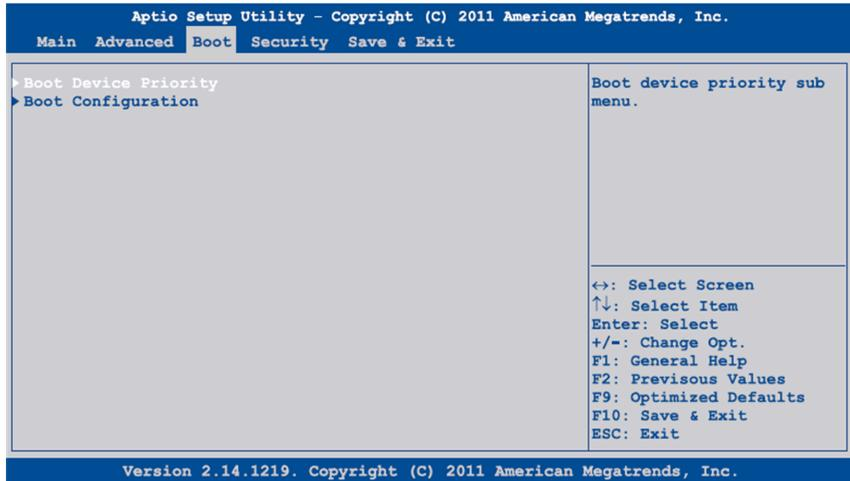 Aptio Setup Utility – Copyright (C) 2011 American Megatrends, Inc.
Main Advanced Boot Security Save & Exit
Boot Device Priority
Boot Configuration
Boot device priority sub
menu.
↔: Select Screen
↑↓: Select Item
Enter: Select
+/-: Change Opt.
F1: General Help
F2: Previsous Values
F9: Optimized Defaults
F10: Save & Exit
ESC: Exit
Version 2.14.1219. Copyright (C) 2011 American Megatrends, Inc.